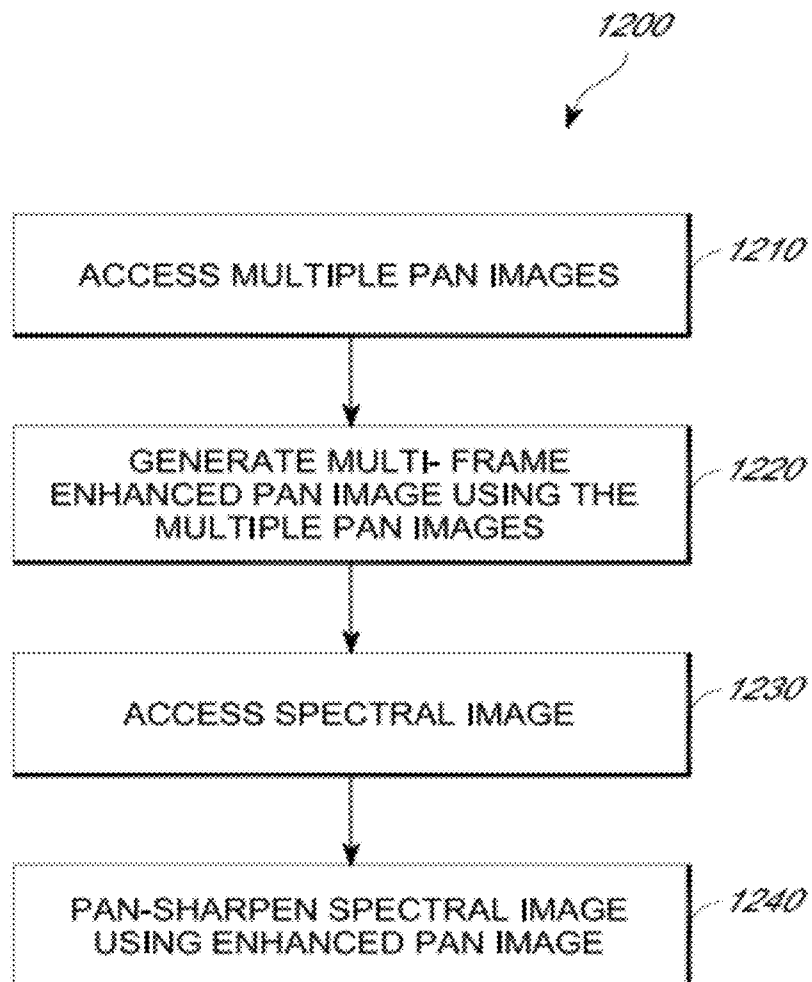 1200
ACCESS MULTIPLE PAN IMAGES
1210
GENERATE MULTI- FRAME
ENHANCED PAN IMAGE USING THE
MULTIPLE PAN IMAGES
1220
ACCESS SPECTRAL IMAGE
1230
PAN-SHARPEN SPECTRAL IMAGE
USING ENHANCED PAN IMAGE
1240